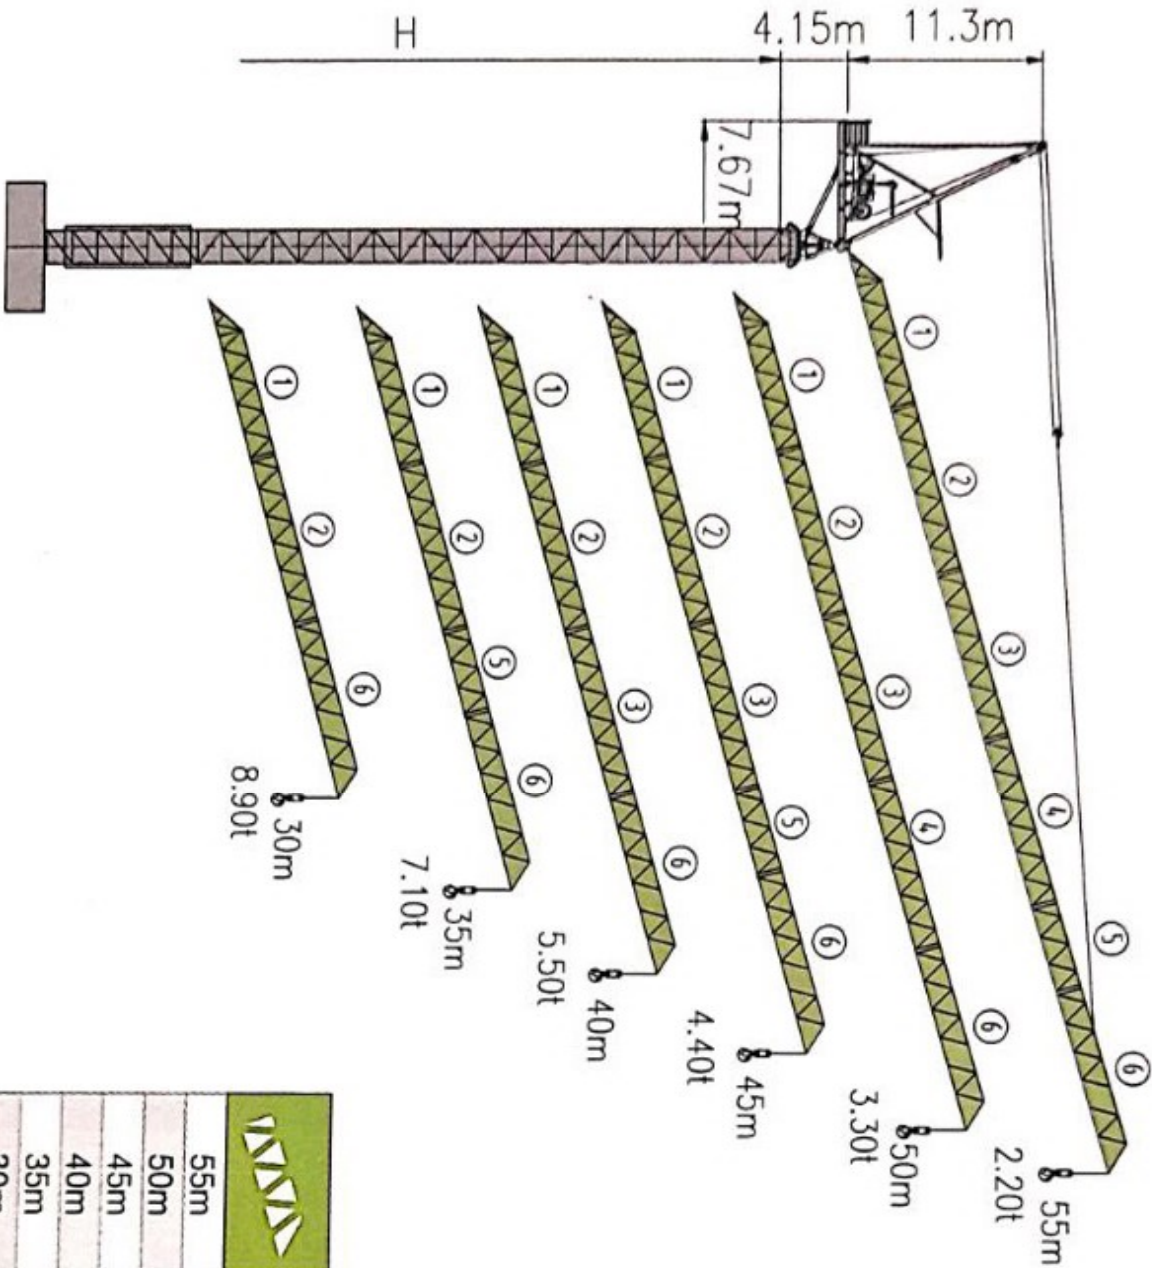 H
4.15m
11.3m
7.67m
① ② ③ ④ ⑤ ⑥
55m
2.20t
① ② ③ ④ ⑥
50m
3.30t
① ② ③ ⑤ ⑥
45m
4.40t
① ② ③ ⑥
40m
5.50t
① ② ⑤ ⑥
35m
7.10t
① ② ⑥
30m
8.90t
55m
50m
45m
40m
35m